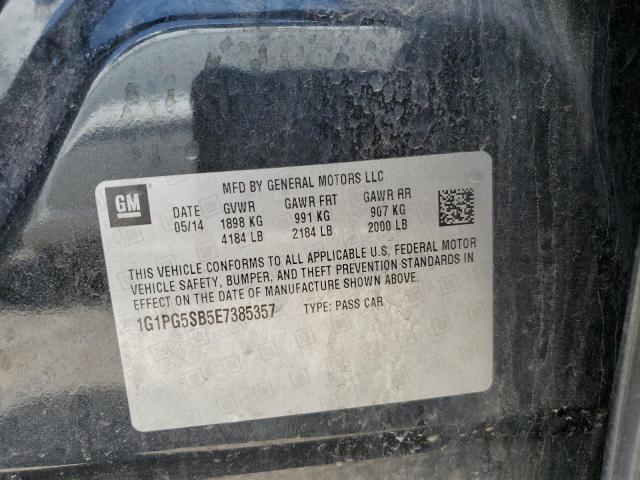 MFD BY GENERAL MOTORS LLC
GM
DATE GVWR GAWR FRT GAWR RR
05/14 1898 KG 991 KG 907 KG
4184 LB 2184 LB 2000 LB
THIS VEHICLE CONFORMS TO ALL APPLICABLE U.S. FEDERAL MOTOR
VEHICLE SAFETY, BUMPER, AND THEFT PREVENTION STANDARDS IN
EFFECT ON THE DATE OF MANUFACTURE SHOWN ABOVE.
1G1PG5SB5E7385357 TYPE: PASS CAR